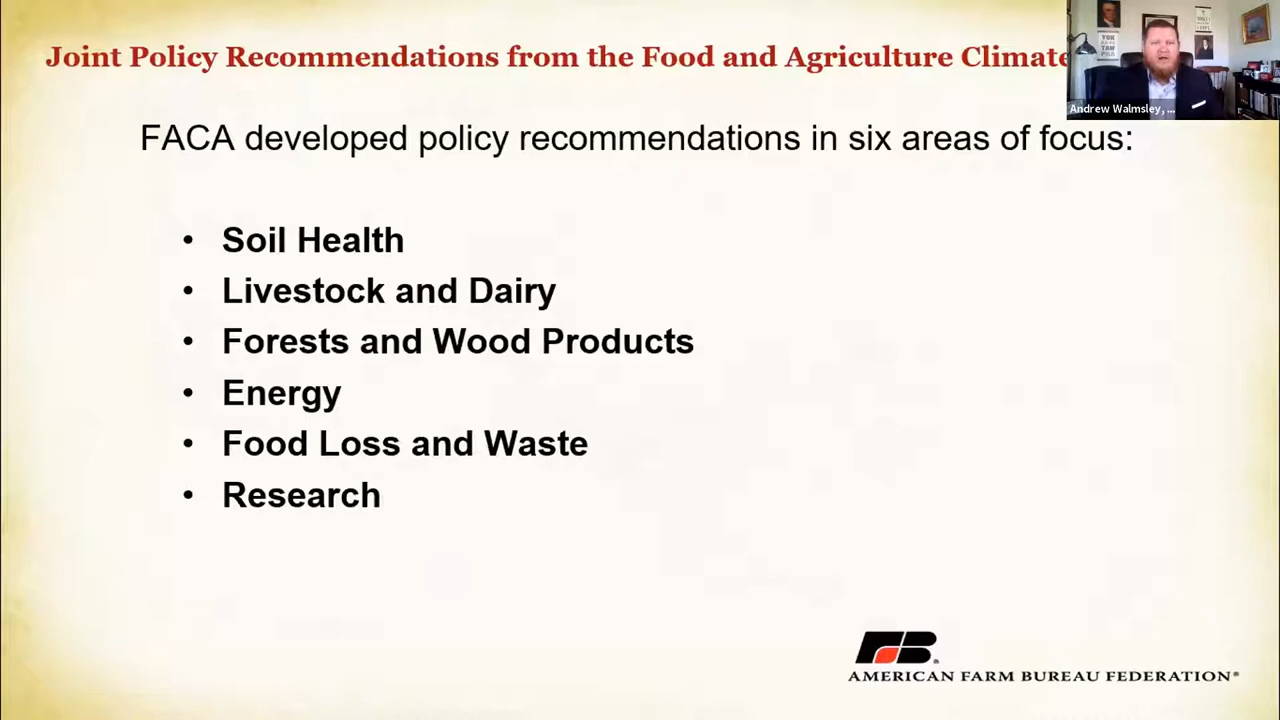 Joint Policy Recommendations from the Food and Agriculture Climate
Andrew Walmsley, ...
FACA developed policy recommendations in six areas of focus:
• Soil Health
• Livestock and Dairy
• Forests and Wood Products
• Energy
• Food Loss and Waste
• Research
FB®
AMERICAN FARM BUREAU FEDERATION®